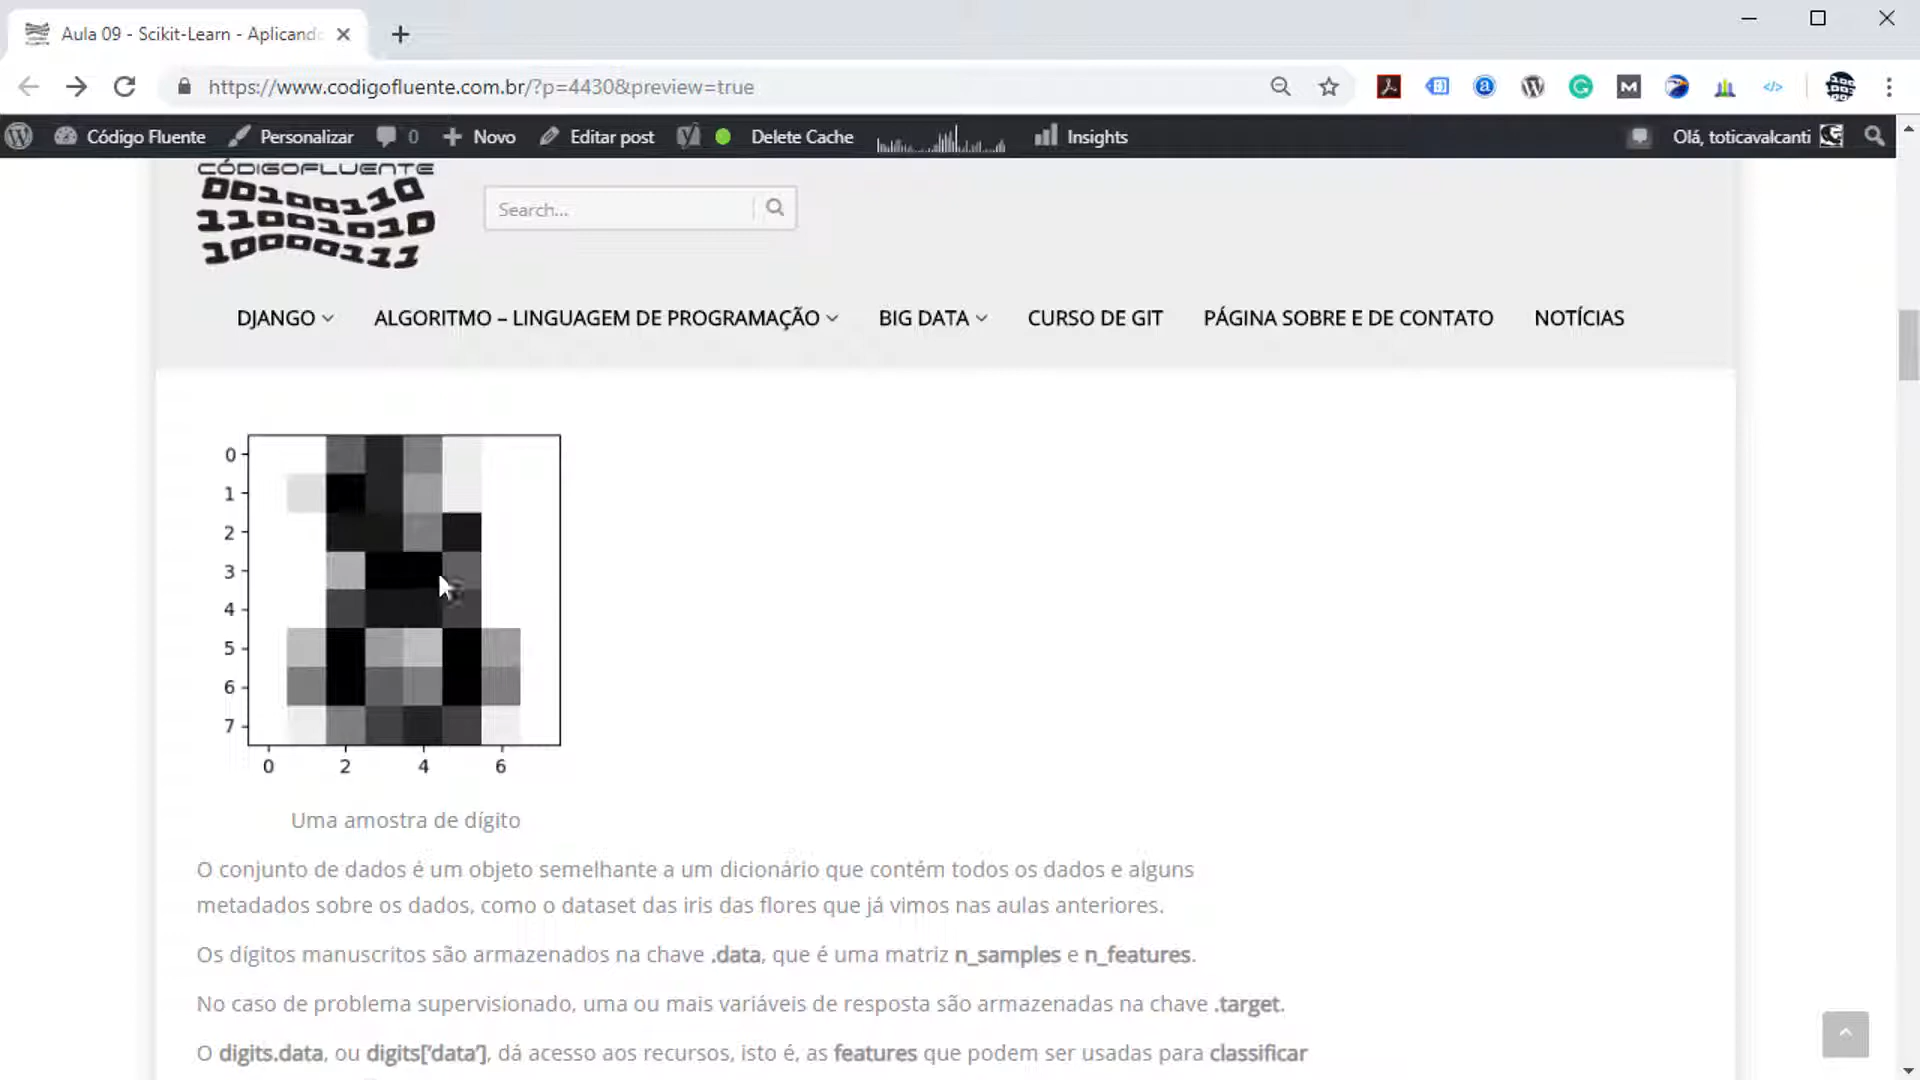 Aula 09 - Scikit-Learn - Aplicando
https://www.codigofluente.com.br/?p=4430&preview=true
Código Fluente Personalizar 0 Novo Editar post Delete Cache Insights Olá, toticavalcanti
CÓDIGOFLUENTE
00100110
11001010
10000111
Search...
DJANGO ALGORITMO – LINGUAGEM DE PROGRAMAÇÃO BIG DATA CURSO DE GIT PÁGINA SOBRE E DE CONTATO NOTÍCIAS
0
1
2
3
4
5
6
7
0 2 4 6
Uma amostra de dígito
O conjunto de dados é um objeto semelhante a um dicionário que contém todos os dados e alguns
metadados sobre os dados, como o dataset das iris das flores que já vimos nas aulas anteriores.
Os dígitos manuscritos são armazenados na chave .data, que é uma matriz n_samples e n_features.
No caso de problema supervisionado, uma ou mais variáveis de resposta são armazenadas na chave .target.
O digits.data, ou digits['data'], dá acesso aos recursos, isto é, as features que podem ser usadas para classificar